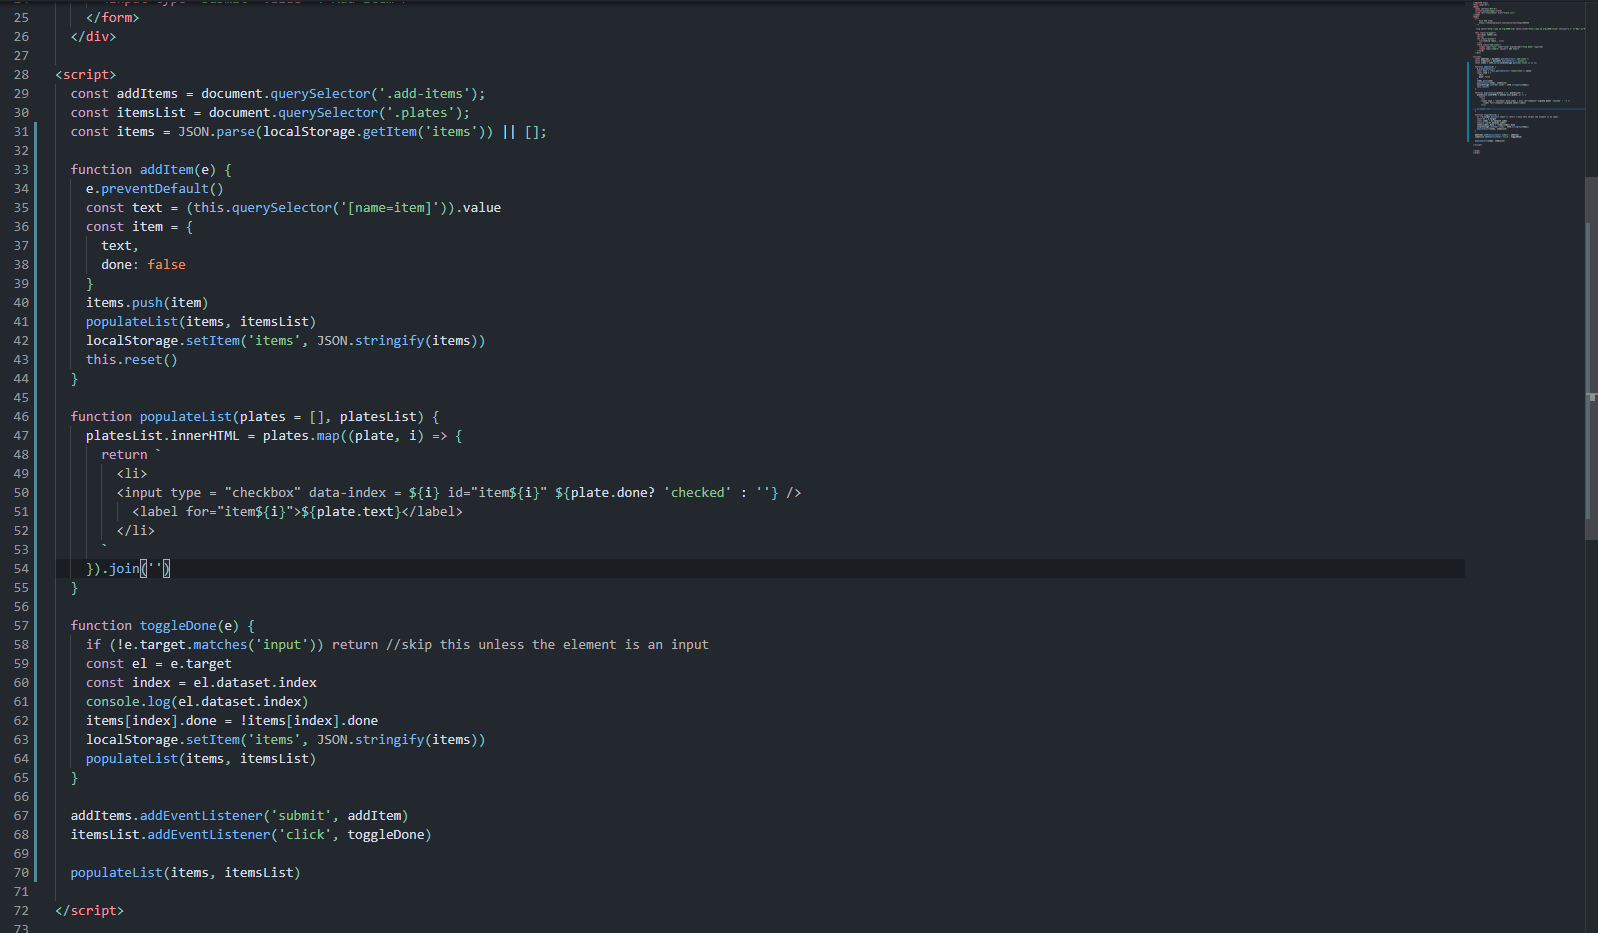 25 </form>
26 </div>
27
28 <script>
29 const addItems = document.querySelector('.add-items');
30 const itemsList = document.querySelector('.plates');
31 const items = JSON.parse(localStorage.getItem('items')) || [];
32
33 function addItem(e) {
34 e.preventDefault()
35 const text = (this.querySelector('[name=item]')).value
36 const item = {
37 text,
38 done: false
39 }
40 items.push(item)
41 populateList(items, itemsList)
42 localStorage.setItem('items', JSON.stringify(items))
43 this.reset()
44 }
45
46 function populateList(plates = [], platesList) {
47 platesList.innerHTML = plates.map((plate, i) => {
48 return `
49 <li>
50 <input type = "checkbox" data-index = ${i} id="item${i}" ${plate.done? 'checked' : ''} />
51 <label for="item${i}">${plate.text}</label>
52 </li>
53 `
54 }).join('')
55 }
56
57 function toggleDone(e) {
58 if (!e.target.matches('input')) return //skip this unless the element is an input
59 const el = e.target
60 const index = el.dataset.index
61 console.log(el.dataset.index)
62 items[index].done = !items[index].done
63 localStorage.setItem('items', JSON.stringify(items))
64 populateList(items, itemsList)
65 }
66
67 addItems.addEventListener('submit', addItem)
68 itemsList.addEventListener('click', toggleDone)
69
70 populateList(items, itemsList)
71
72 </script>
73